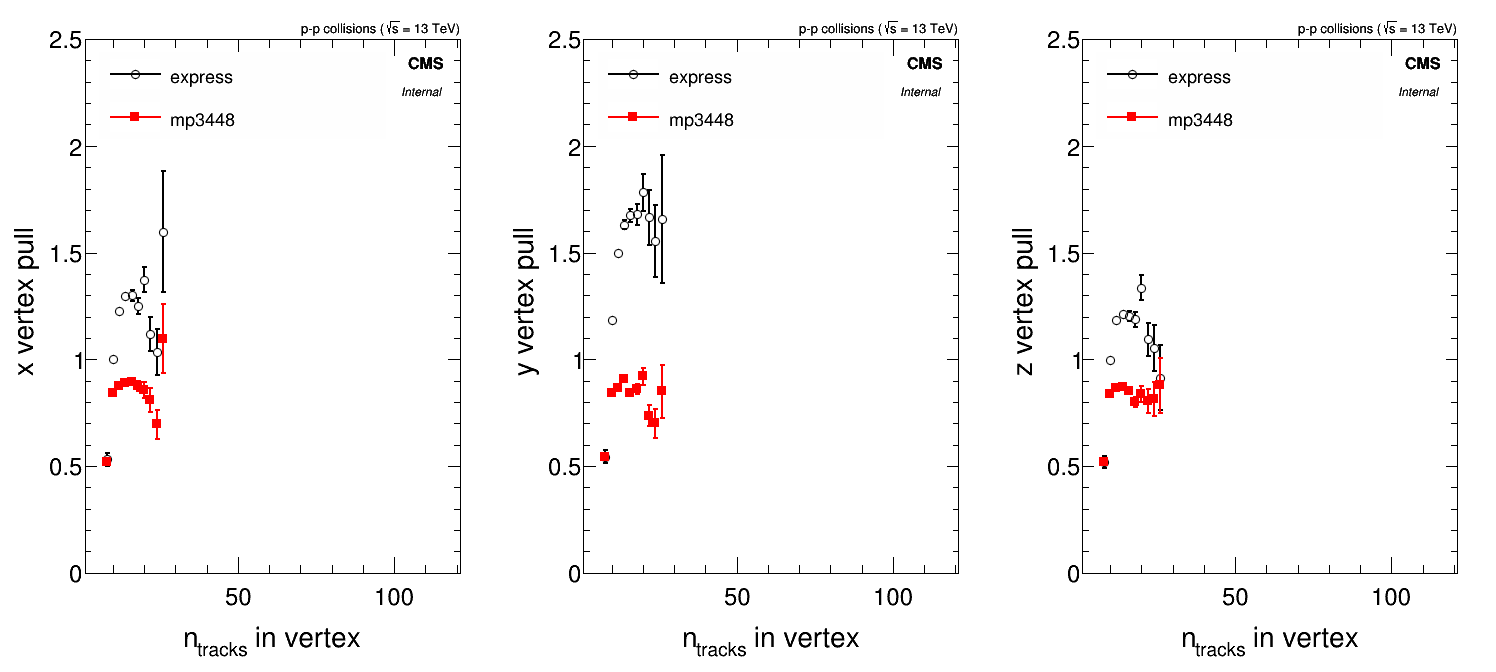 p-p collisions ( √s = 13 TeV)
CMS
Internal
express
mp3448
2.5
2
1.5
1
0.5
0
50 100
x vertex pull
n_tracks in vertex
p-p collisions ( √s = 13 TeV)
CMS
Internal
express
mp3448
2.5
2
1.5
1
0.5
0
50 100
y vertex pull
n_tracks in vertex
p-p collisions ( √s = 13 TeV)
CMS
Internal
express
mp3448
2.5
2
1.5
1
0.5
0
50 100
z vertex pull
n_tracks in vertex